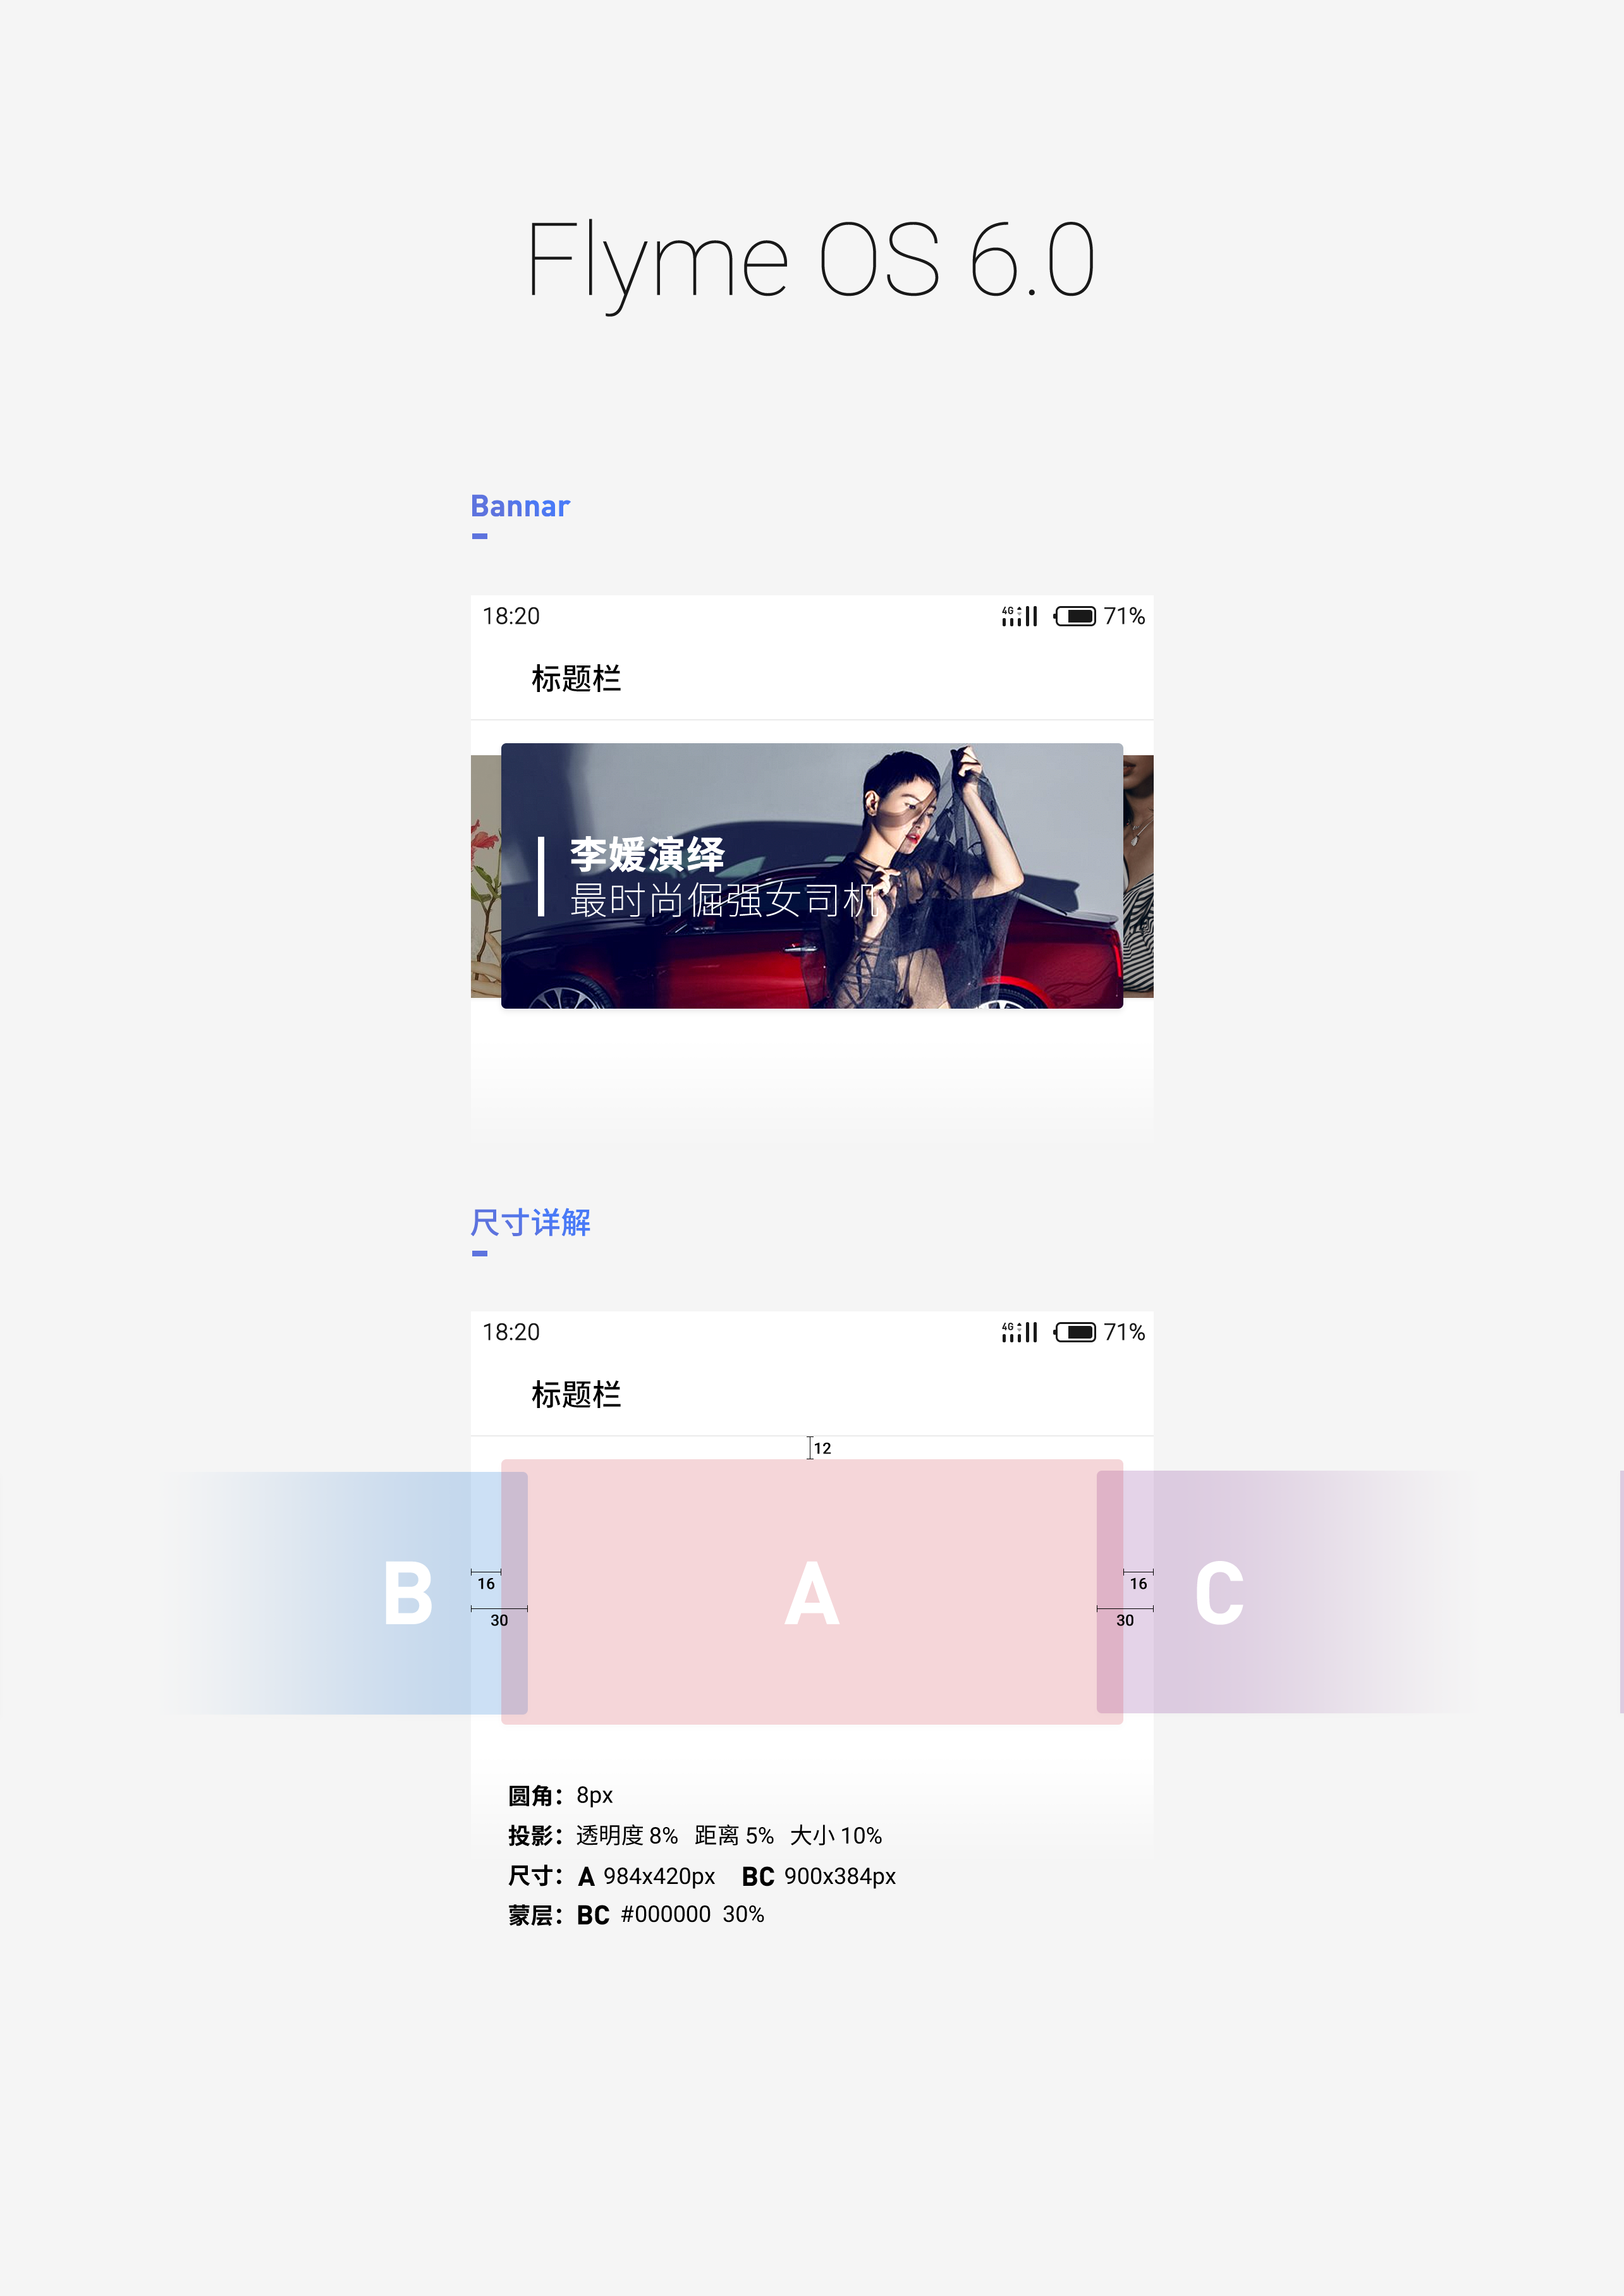 Flyme OS 6.0
Bannar
18:20 4G 71%
标题栏
李媛演绎
最时尚倔强女司机
尺寸详解
18:20 4G 71%
标题栏
12
B A C
16 16
30 30
圆角：8px
投影：透明度 8% 距离 5% 大小 10%
尺寸：A 984x420px BC 900x384px
蒙层：BC #000000 30%